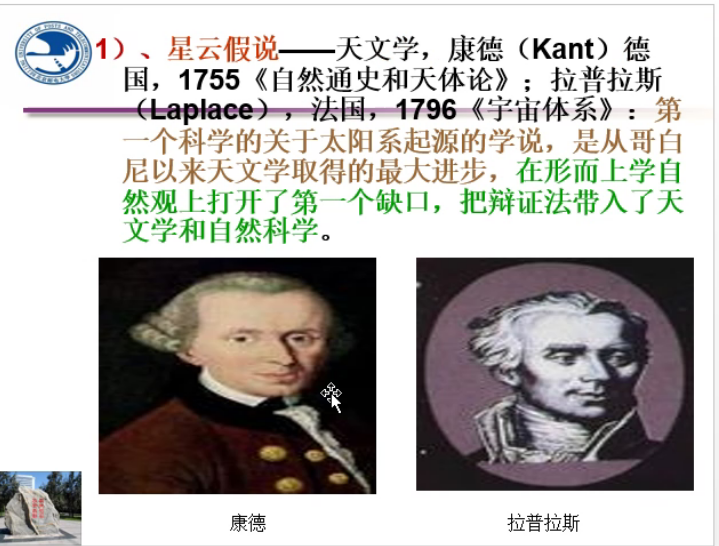 1）、星云假说——天文学，康德（Kant）德
国，1755《自然通史和天体论》；拉普拉斯
（Laplace），法国，1796《宇宙体系》：第
一个科学的关于太阳系起源的学说，是从哥白
尼以来天文学取得的最大进步，在形而上学自
然观上打开了第一个缺口，把辩证法带入了天
文学和自然科学。
康德
拉普拉斯